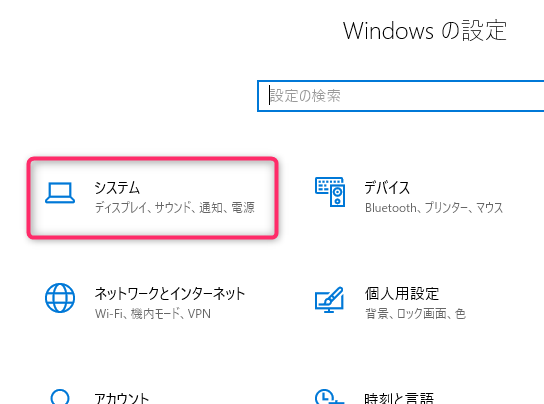 Windows の設定
設定の検索
システム
ディスプレイ、サウンド、通知、電源
デバイス
Bluetooth、プリンター、マウス
ネットワークとインターネット
Wi-Fi、機内モード、VPN
個人用設定
背景、ロック画面、色
アカウント
時刻と言語